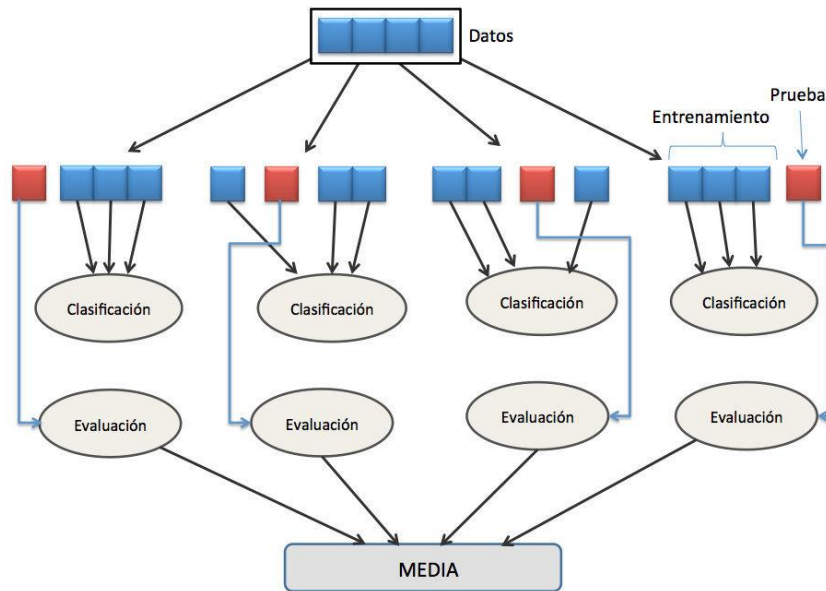 Datos
Prueba
Entrenamiento
Clasificación
Clasificación
Clasificación
Clasificación
Evaluación
Evaluación
Evaluación
Evaluación
MEDIA